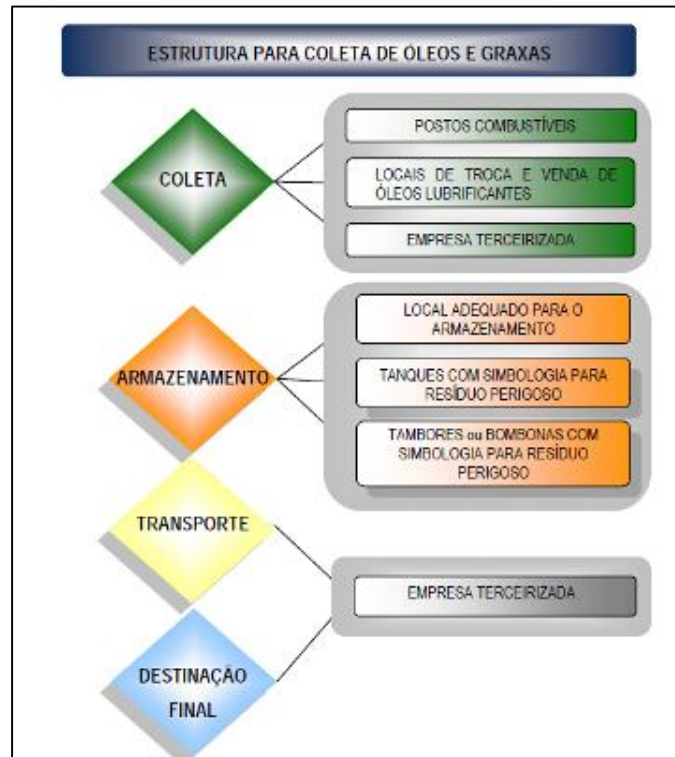 ESTRUTURA PARA COLETA DE ÓLEOS E GRAXAS
COLETA
POSTOS COMBUSTÍVEIS
LOCAIS DE TROCA E VENDA DE
ÓLEOS LUBRIFICANTES
EMPRESA TERCEIRIZADA
ARMAZENAMENTO
LOCAL ADEQUADO PARA O
ARMAZENAMENTO
TANQUES COM SIMBOLOGIA PARA
RESÍDUO PERIGOSO
TAMBORES ou BOMBONAS COM
SIMBOLOGIA PARA RESÍDUO
PERIGOSO
TRANSPORTE
EMPRESA TERCEIRIZADA
DESTINAÇÃO
FINAL